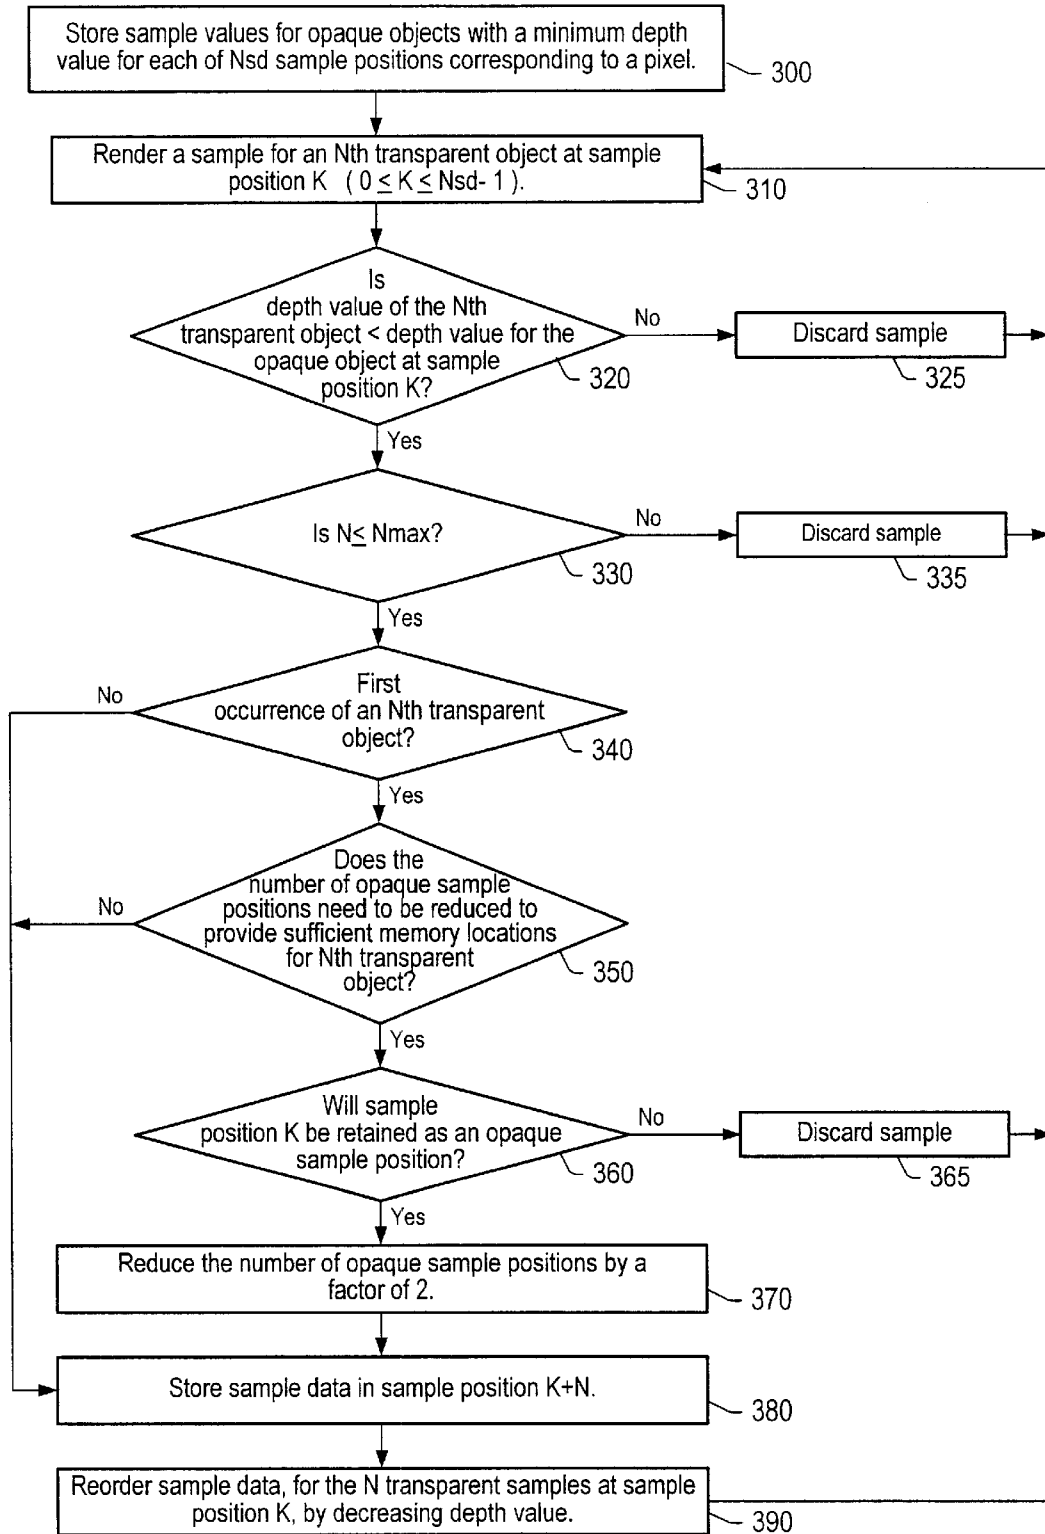 Store sample values for opaque objects with a minimum depth
value for each of Nsd sample positions corresponding to a pixel.
300
Render a sample for an Nth transparent object at sample
position K ( 0 ≤ K ≤ Nsd- 1 ).
310
Is
depth value of the Nth
transparent object < depth value for the
opaque object at sample
position K?
320
No
Discard sample
325
Yes
Is N≤ Nmax?
330
No
Discard sample
335
Yes
First
occurrence of an Nth transparent
object?
340
No
Yes
Does the
number of opaque sample
positions need to be reduced to
provide sufficient memory locations
for Nth transparent
object?
350
No
Yes
Will sample
position K be retained as an opaque
sample position?
360
No
Discard sample
365
Yes
Reduce the number of opaque sample positions by a
factor of 2.
370
Store sample data in sample position K+N.
380
Reorder sample data, for the N transparent samples at sample
position K, by decreasing depth value.
390